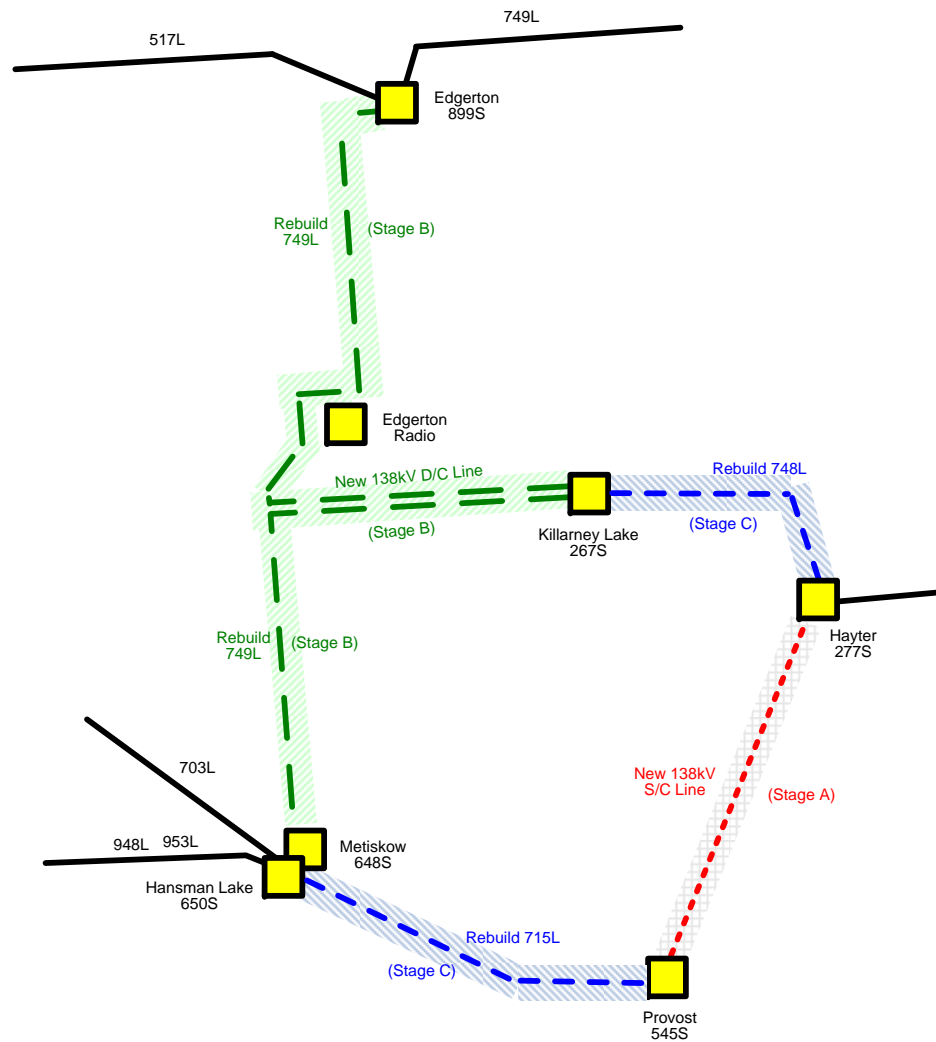 749L
517L
Edgerton
899S
Rebuild
749L
(Stage B)
Edgerton
Radio
New 138kV D/C Line
(Stage B)
Rebuild 748L
(Stage C)
Killarney Lake
267S
Hayter
277S
Rebuild
749L
(Stage B)
703L
New 138kV
S/C Line
(Stage A)
948L
953L
Metiskow
648S
Hansman Lake
650S
Rebuild 715L
(Stage C)
Provost
545S